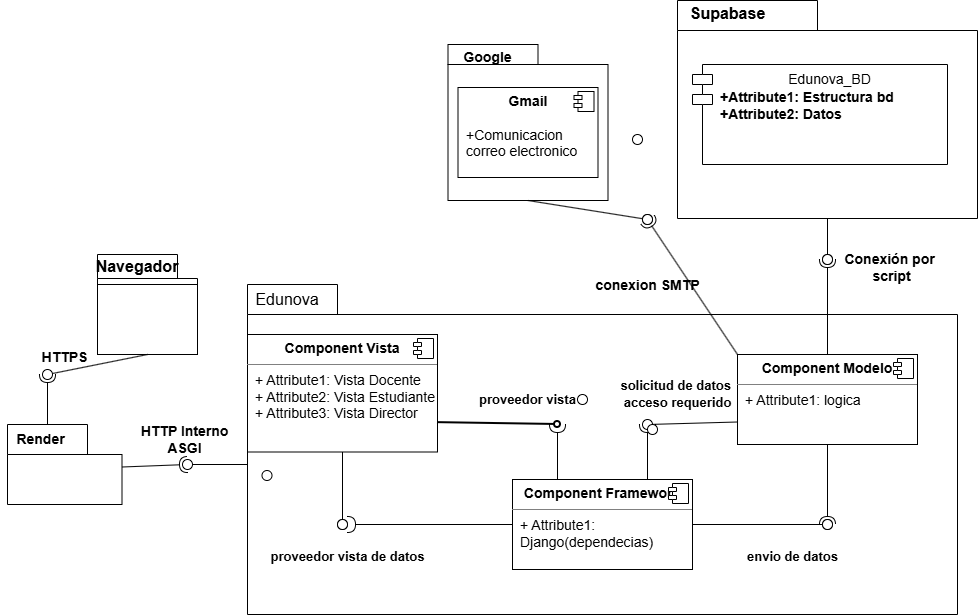 Supabase
Edunova_BD
+Attribute1: Estructura bd
+Attribute2: Datos
Google
Gmail
+Comunicacion
correo electronico
Conexión por
script
conexion SMTP
Navegador
HTTPS
Render
HTTP Interno
ASGI
Edunova
Component Vista
+ Attribute1: Vista Docente
+ Attribute2: Vista Estudiante
+ Attribute3: Vista Director
proveedor vista
solicitud de datos
acceso requerido
Component Modelo
+ Attribute1: logica
Component Framewo
+ Attribute1:
Django(dependecias)
proveedor vista de datos
envio de datos